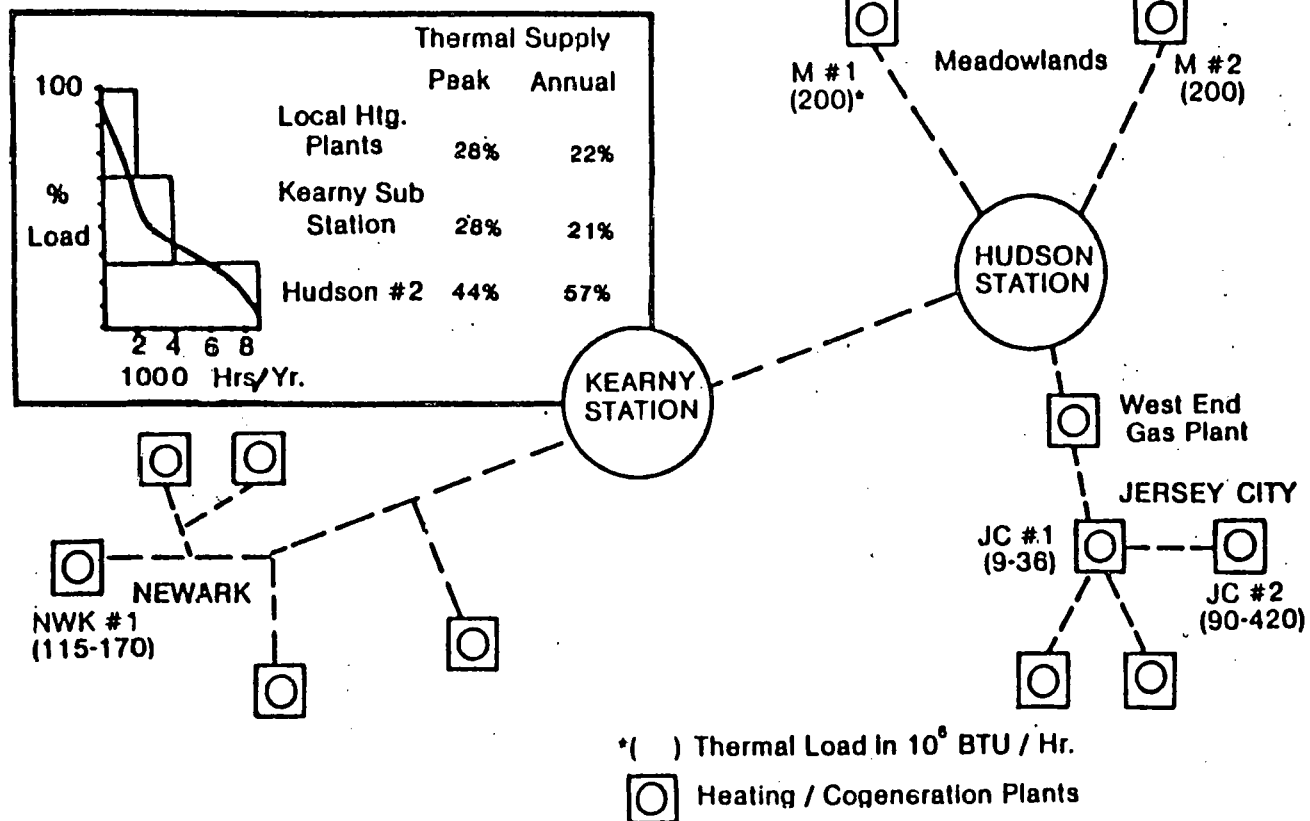 Thermal Supply
Peak Annual
100
Local Htg.
Plants 28% 22%
%
Load
Kearny Sub
Station 28% 21%
Hudson #2 44% 57%
2 4 6 8
1000 Hrs/Yr.
M #1
(200)*
Meadowlands
M #2
(200)
HUDSON
STATION
KEARNY
STATION
West End
Gas Plant
JERSEY CITY
JC #1
(9-36)
JC #2
(90-420)
NEWARK
NWK #1
(115-170)
*( ) Thermal Load in 10⁶ BTU / Hr.
Heating / Cogeneration Plants